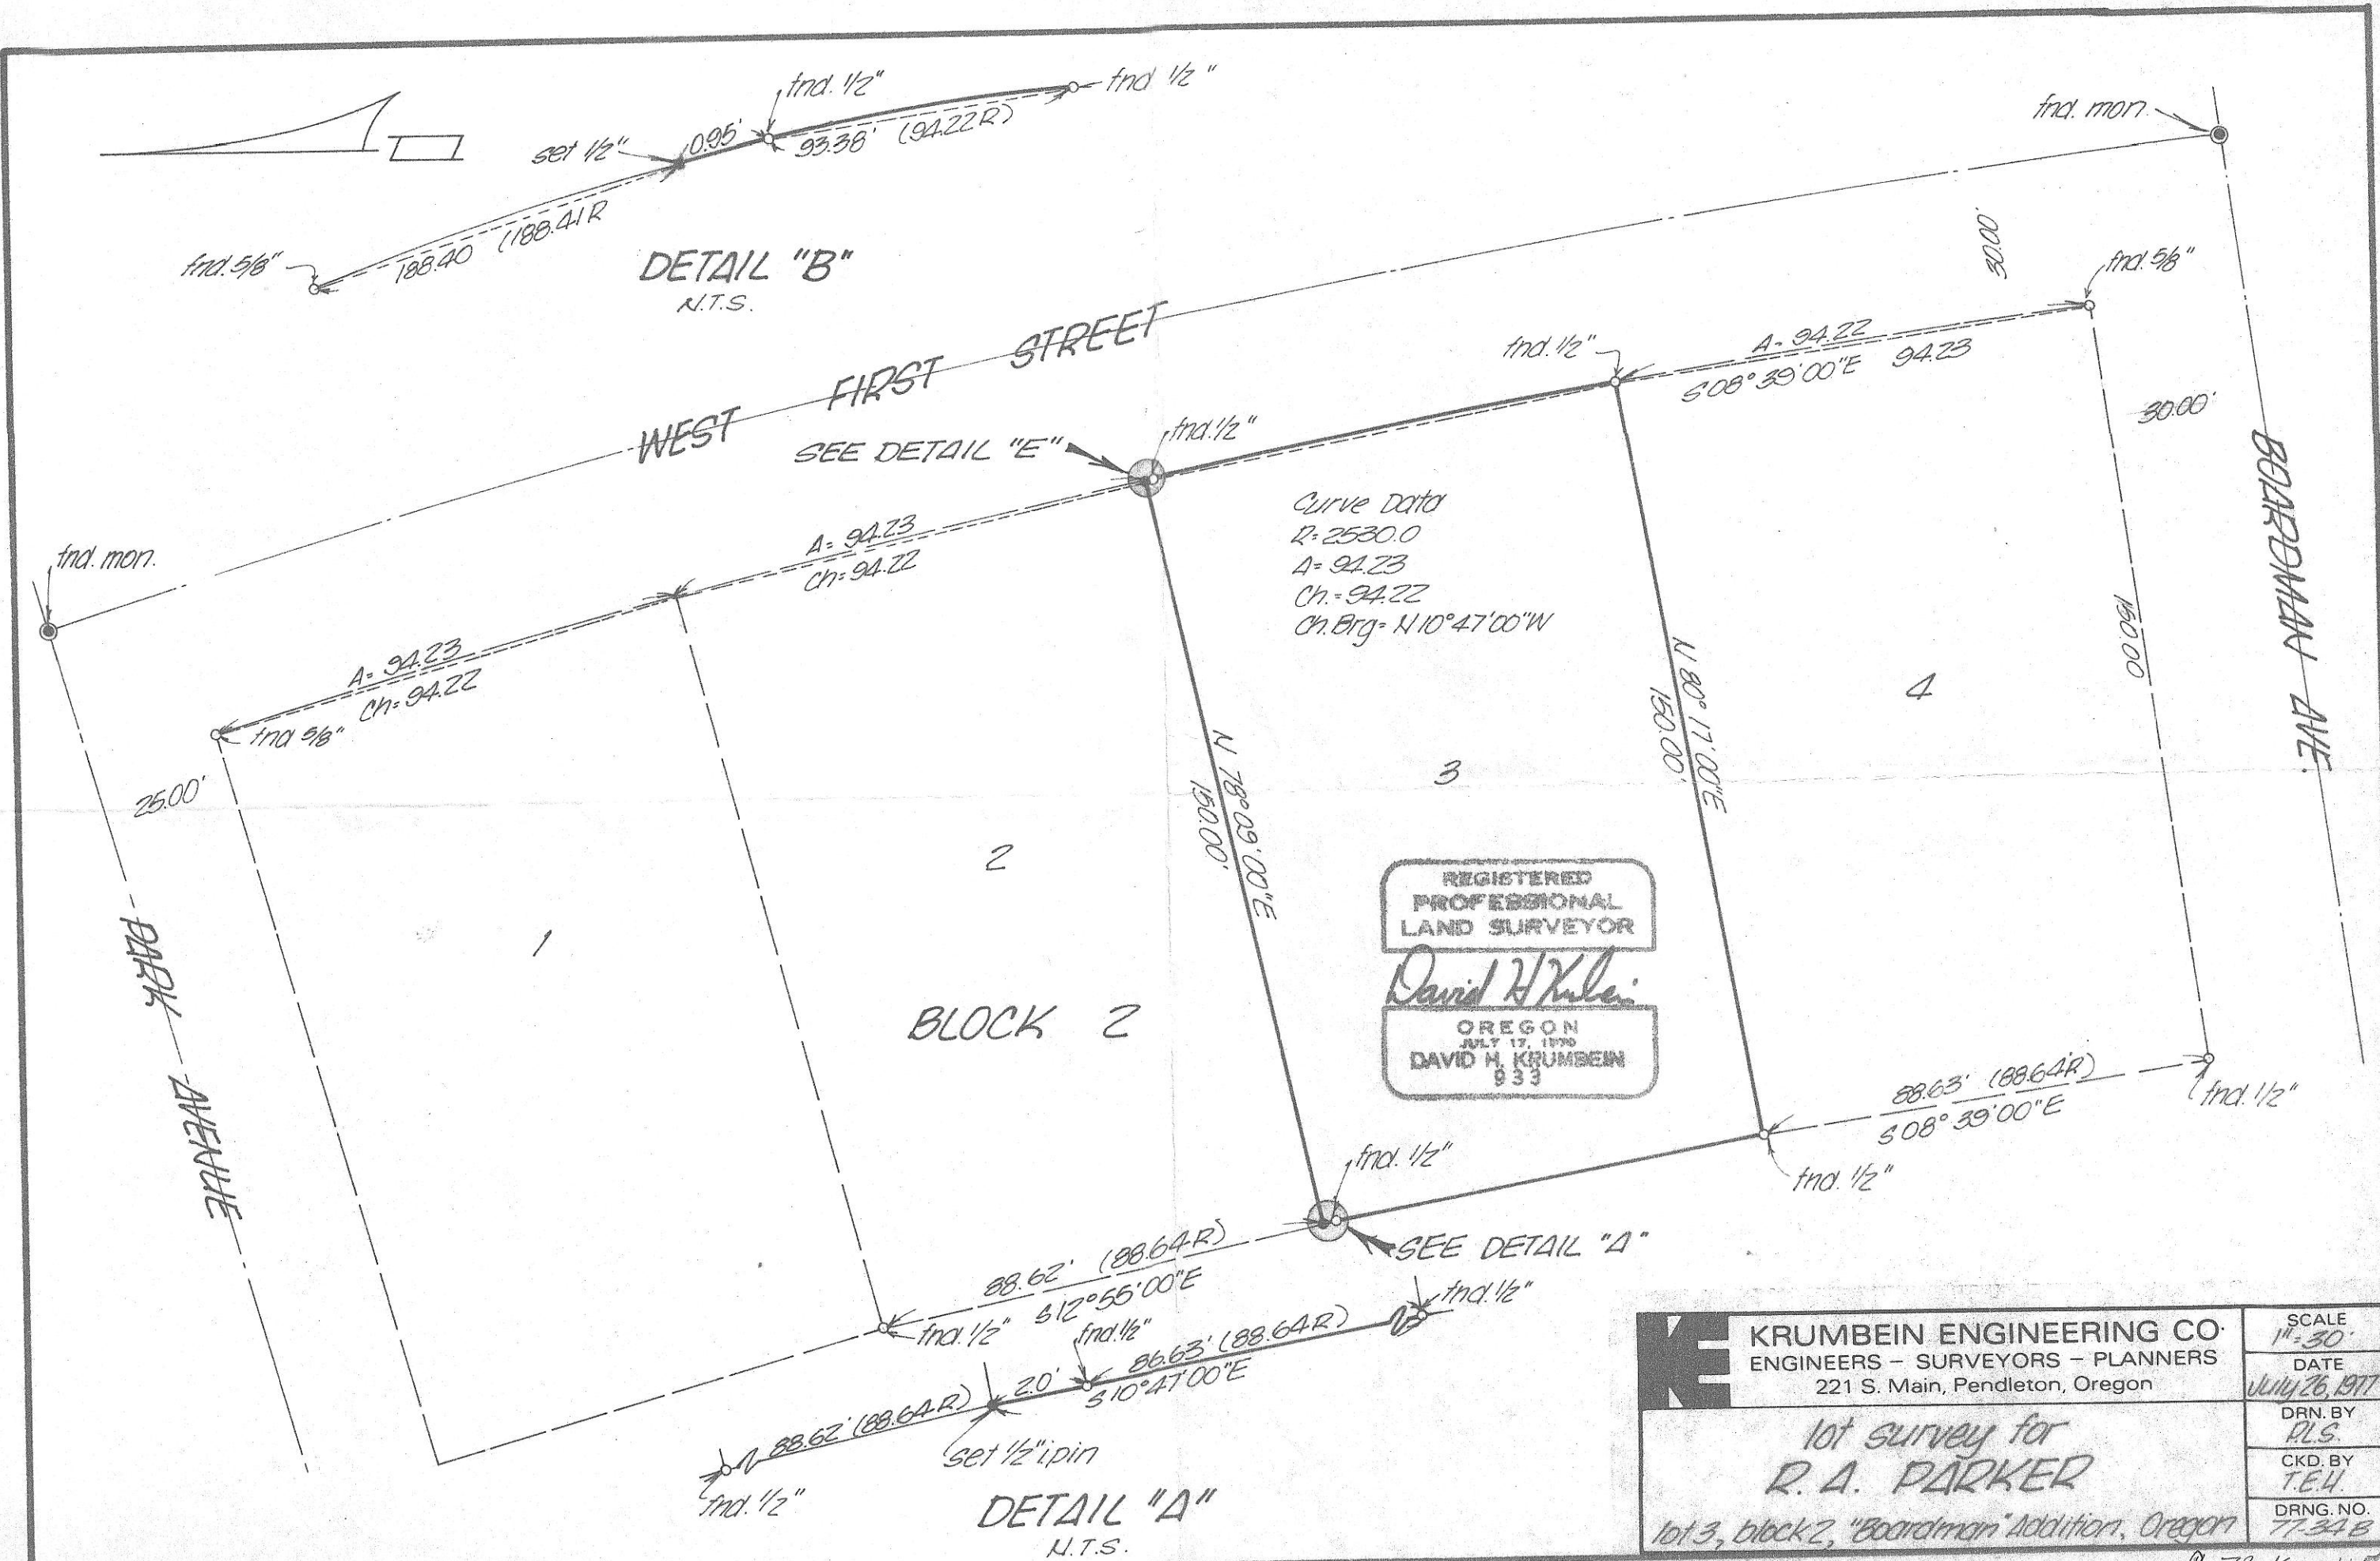 fnd. 1/2"
fnd 1/2"
set 1/2"
0.95'
93.38' (94.22R)
fnd. 5/8"
188.40 (188.41R
DETAIL "B"
N.T.S.
fnd. mon.
30.00'
fnd. 5/8"
WEST FIRST STREET
fnd. 1/2"
A= 94.22
S08°39'00"E 94.23
30.00'
BOARDMAN AVE.
SEE DETAIL "E"
fnd. 1/2"
Curve Data
R=2530.0
A= 94.23
Ch.= 94.22
Ch.Brg= N10°47'00"W
fnd. mon.
A= 94.23
Ch= 94.22
A= 94.23
Ch= 94.22
fnd 5/8"
25.00'
N 78°09'00"E
150.00'
N 80°17'00"E
150.00'
150.00
1
2
3
4
BLOCK 2
PARK AVENUE
REGISTERED
PROFESSIONAL
LAND SURVEYOR
OREGON
DAVID H. KRUMBEIN
933
88.63' (88.64R)
S08°39'00"E
fnd. 1/2"
fnd. 1/2"
fnd. 1/2"
SEE DETAIL "A"
88.62' (88.64R)
S12°55'00"E
fnd. 1/2"
fnd. 1/2"
fnd. 1/2"
86.63' (88.64R)
S10°47'00"E
2.0'
88.62' (88.64R)
set 1/2" ipin
fnd. 1/2"
DETAIL "A"
N.T.S.
KE
KRUMBEIN ENGINEERING CO.
ENGINEERS – SURVEYORS – PLANNERS
221 S. Main, Pendleton, Oregon
lot survey for
R. A. PARKER
lot 3, block 2, "Boardman" Addition, Oregon
SCALE
1"=30'
DATE
July 26, 1977
DRN. BY
P.L.S.
CKD. BY
DRNG. NO.
77-34B